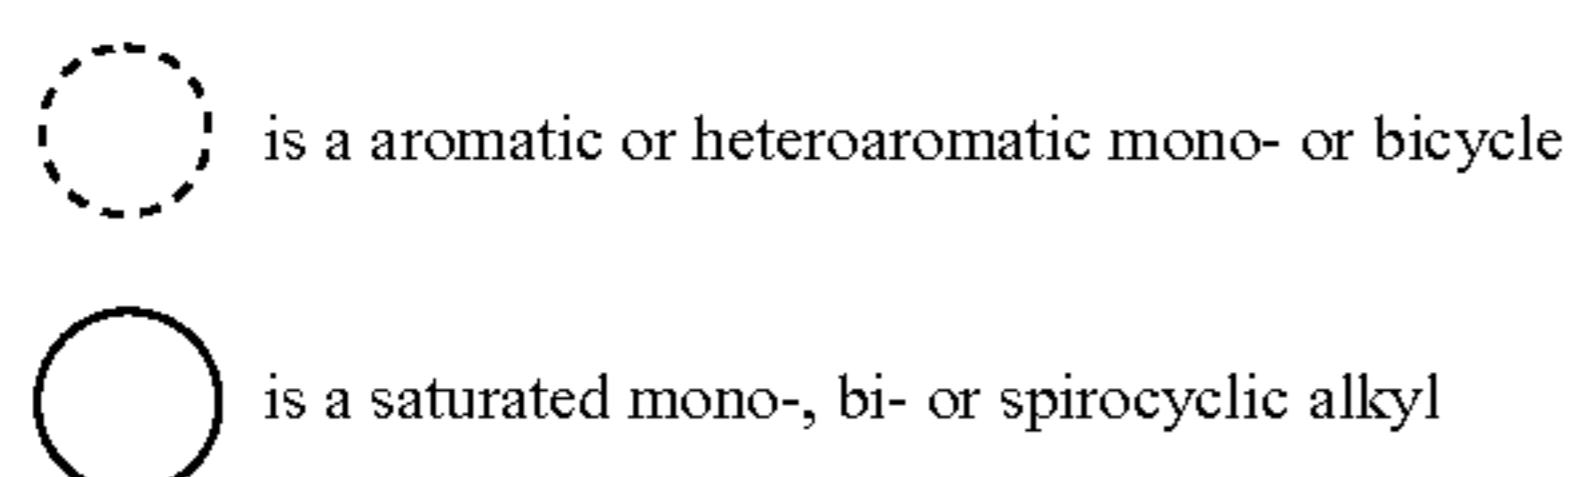 is a aromatic or heteroaromatic mono- or bicycle
is a saturated mono-, bi- or spirocyclic alkyl